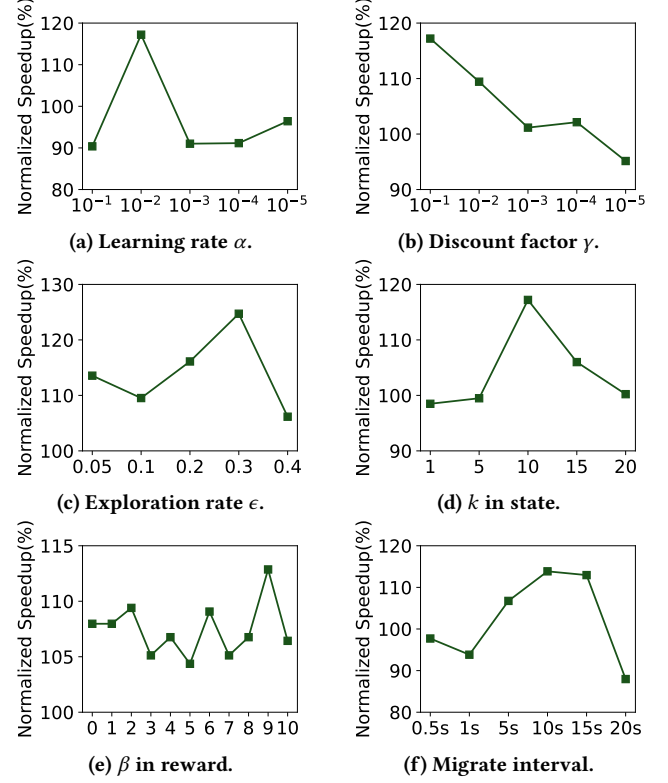 Normalized Speedup(%)
120
110
100
90
80
10⁻¹ 10⁻² 10⁻³ 10⁻⁴ 10⁻⁵
(a) Learning rate α.
Normalized Speedup(%)
120
110
100
90
10⁻¹ 10⁻² 10⁻³ 10⁻⁴ 10⁻⁵
(b) Discount factor γ.
Normalized Speedup(%)
130
120
110
100
0.05 0.1 0.2 0.3 0.4
(c) Exploration rate ϵ.
Normalized Speedup(%)
120
110
100
90
1 5 10 15 20
(d) k in state.
Normalized Speedup(%)
115
110
105
100
0 1 2 3 4 5 6 7 8 9 10
(e) β in reward.
Normalized Speedup(%)
120
110
100
90
80
0.5s 1s 5s 10s 15s 20s
(f) Migrate interval.